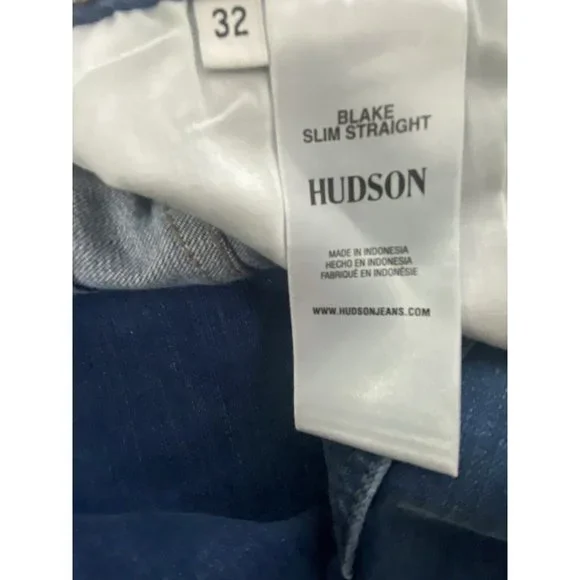 32
BLAKE
SLIM STRAIGHT
HUDSON
MADE IN INDONESIA
HECHO EN INDONESIA
FABRIQUÉ EN INDONÉSIE
WWW.HUDSONJEANS.COM